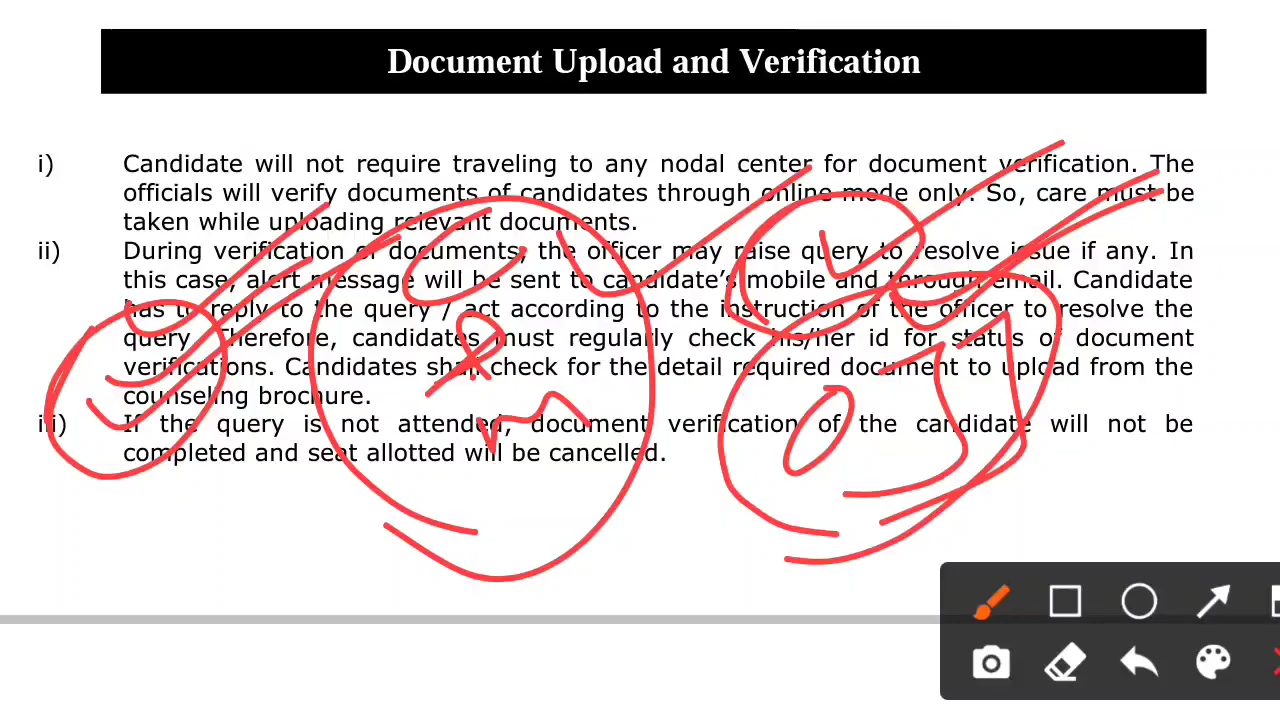 Document Upload and Verification
i) Candidate will not require traveling to any nodal center for document verification. The
officials will verify documents of candidates through online mode only. So, care must be
taken while uploading relevant documents.
ii) During verification of documents, the officer may raise query to resolve issue if any. In
this case, alert message will be sent to candidate's mobile and through email. Candidate
has to reply to the query / act according to the instruction of the officer to resolve the
query. Therefore, candidates must regularly check his/her id for status of document
verifications. Candidates shall check for the detail required document to upload from the
counseling brochure.
iii) If the query is not attended, document verification of the candidate will not be
completed and seat allotted will be cancelled.